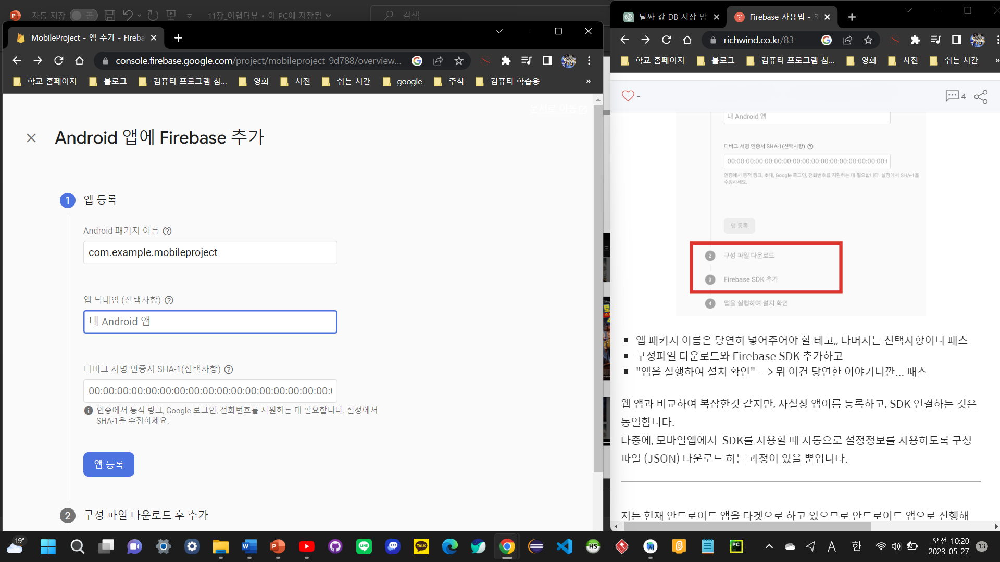 자동 저장
끔
11장_어댑터뷰 • 이 PC에 저장됨
검색
MobileProject - 앱 추가 - Fireba
console.firebase.google.com/project/mobileproject-9d788/overview...
학교 홈페이지
블로그
컴퓨터 프로그램 참...
영화
사전
쉬는 시간
google
주식
컴퓨터 학습용
»
문서로 이동
Android 앱에 Firebase 추가
1
앱 등록
Android 패키지 이름
com.example.mobileproject
앱 닉네임 (선택사항)
내 Android 앱
디버그 서명 인증서 SHA-1(선택사항)
00:00:00:00:00:00:00:00:00:00:00:00:00:00:00:00:00:
인증에서 동적 링크, Google 로그인, 전화번호를 지원하는 데 필요합니다. 설정에서
SHA-1을 수정하세요.
앱 등록
2
구성 파일 다운로드 후 추가
날짜 값 DB 저장 방
Firebase 사용법 - 
richwind.co.kr/83
학교 홈페이지
블로그
컴퓨터 프로그램 참...
영화
사전
쉬는 시간
»
-
4
내 Android 앱
디버그 서명 인증서 SHA-1(선택사항)
00:00:00:00:00:00:00:00:00:00:00:00:00:00:00:00:00:
인증에서 동적 링크, 초대, Google 로그인, 전화번호를 지원하는 데 필요합니다. 설정에서 SHA-1을
수정하세요.
앱 등록
2 구성 파일 다운로드
3 Firebase SDK 추가
4 앱을 실행하여 설치 확인
앱 패키지 이름은 당연히 넣어주어야 할 테고,, 나머지는 선택사항이니 패스
구성파일 다운로드와 Firebase SDK 추가하고
"앱을 실행하여 설치 확인" --> 뭐 이건 당연한 이야기니깐... 패스
웹 앱과 비교하여 복잡한것 같지만, 사실상 앱이름 등록하고, SDK 연결하는 것은
동일합니다.
나중에, 모바일앱에서 SDK를 사용할 때 자동으로 설정정보를 사용하도록 구성
파일 (JSON) 다운로드 하는 과정이 있을 뿐입니다.
저는 현재 안드로이드 앱을 타겟으로 하고 있으므로 안드로이드 앱으로 진행해
19°
LINE
TALK
HS
PC
A
한
오전 10:20
2023-05-27
13